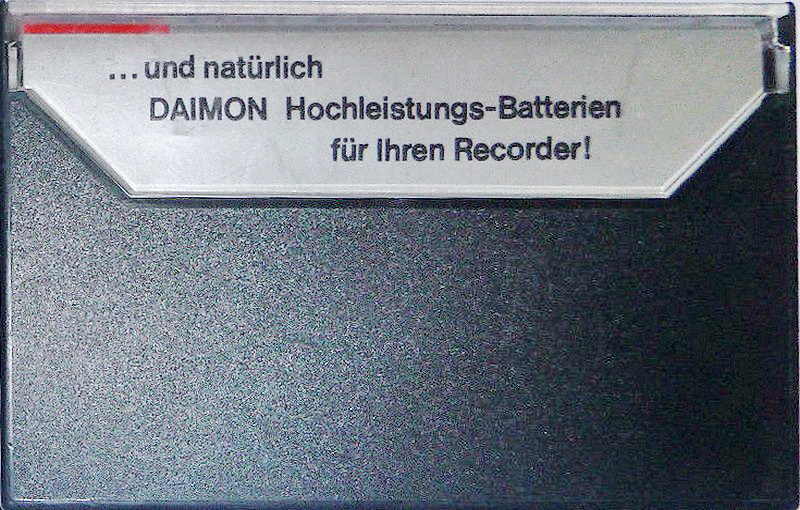 ...und natürlich
DAIMON Hochleistungs-Batterien
für Ihren Recorder!